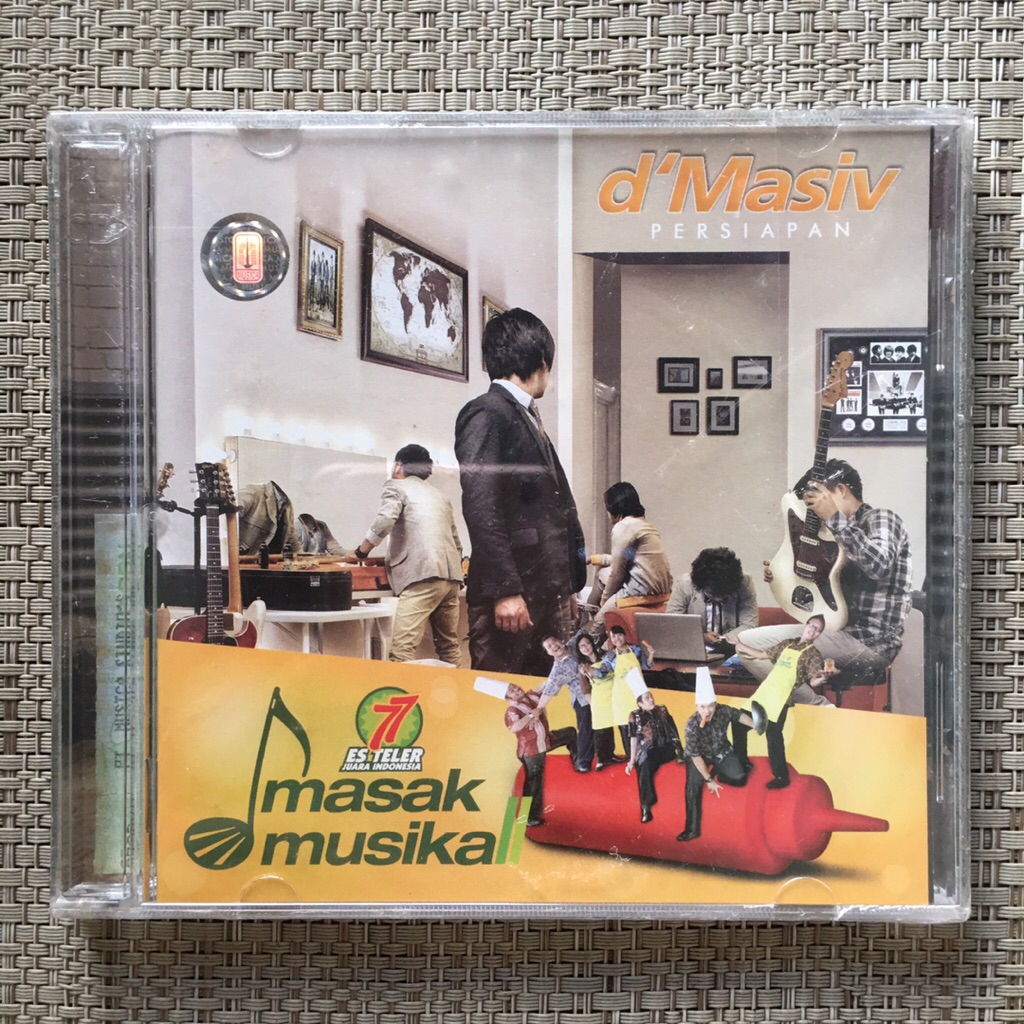 d'Masiv
PERSIAPAN
77
ES TELER
JUARA INDONESIA
masak
musikal